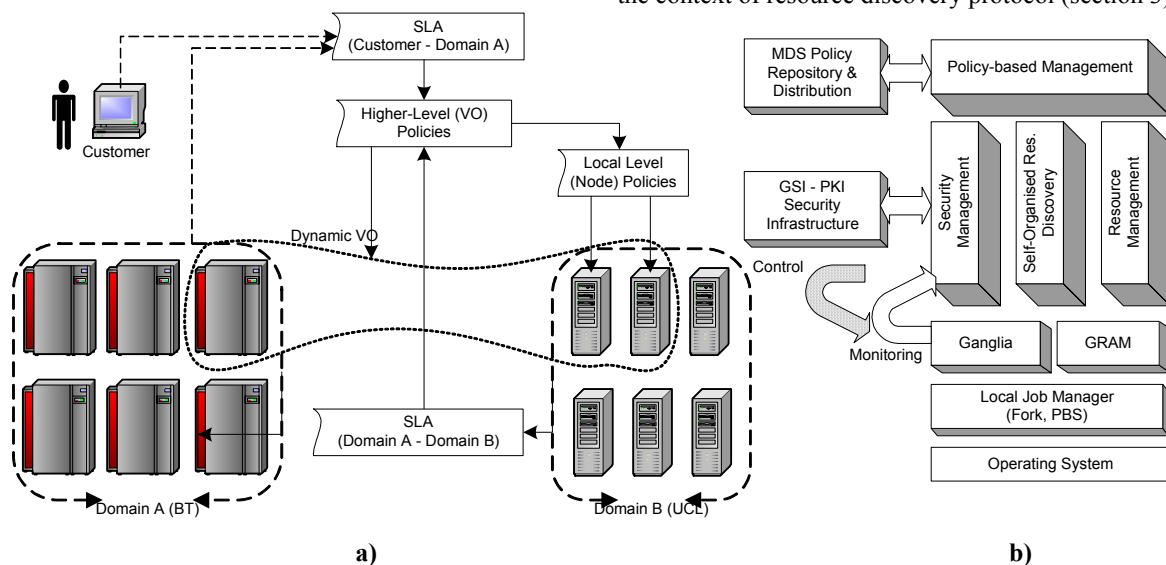 the context of resource discovery protocol (section 3)
SLA
(Customer - Domain A)
Higher-Level (VO)
Policies
Local Level
(Node) Policies
Customer
Dynamic VO
SLA
(Domain A - Domain B)
Domain A (BT)
Domain B (UCL)
a)
MDS Policy
Repository &
Distribution
Policy-based Management
GSI - PKI
Security
Infrastructure
Security
Management
Self-Organised Res.
Discovery
Resource
Management
Control
Monitoring
Ganglia
GRAM
Local Job Manager
(Fork, PBS)
Operating System
b)